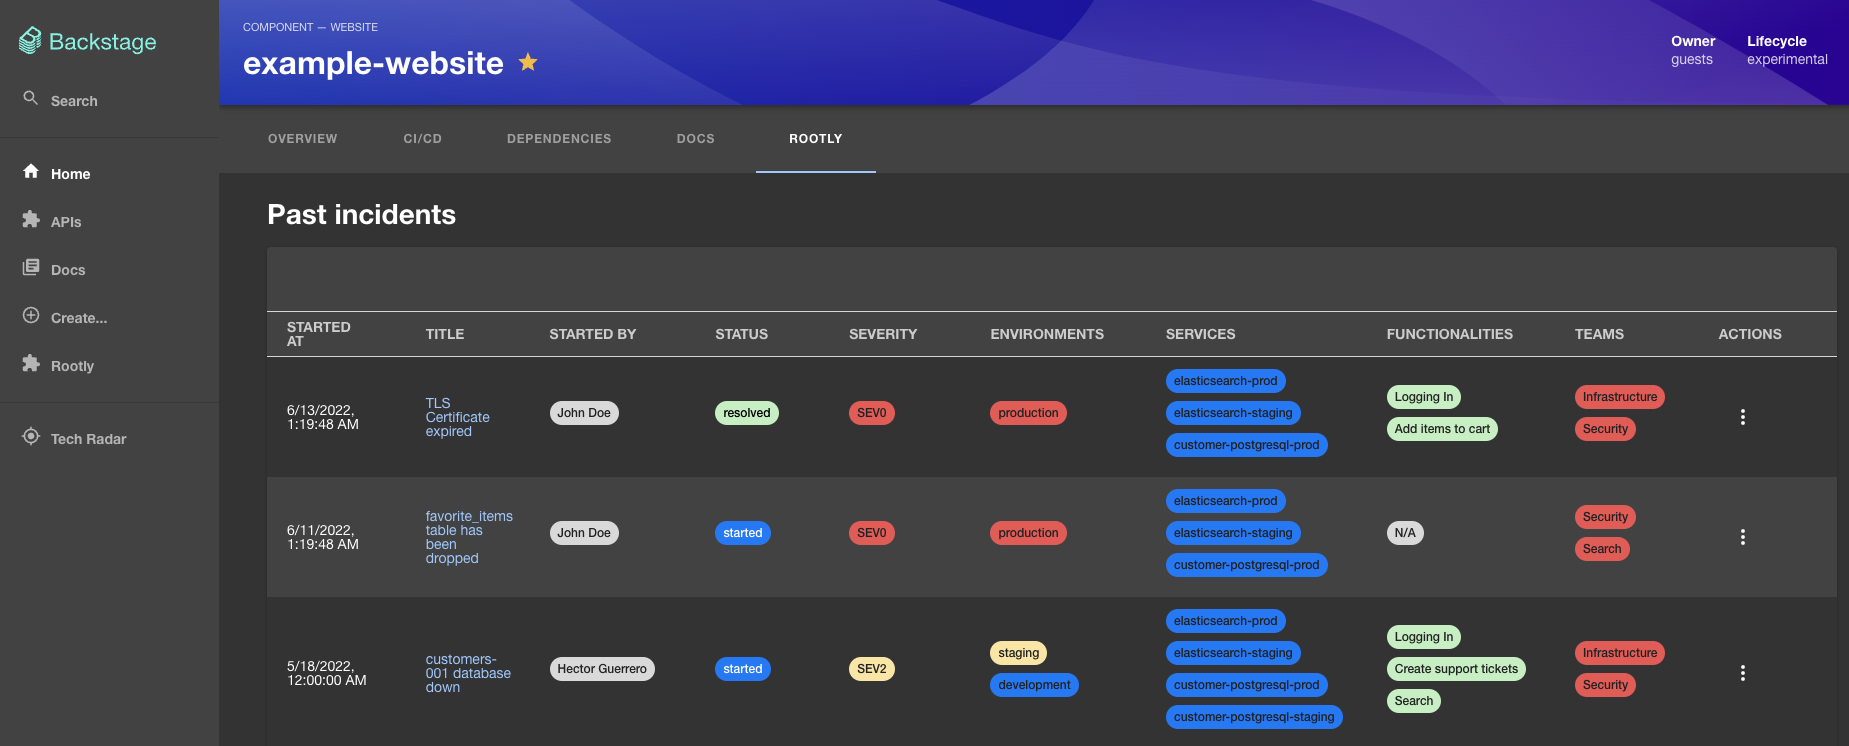 Backstage
Search
Home
APIs
Docs
Create...
Rootly
Tech Radar
COMPONENT — WEBSITE
example-website
Owner
guests
Lifecycle
experimental
OVERVIEW
CI/CD
DEPENDENCIES
DOCS
ROOTLY
Past incidents
STARTED
AT
TITLE
STARTED BY
STATUS
SEVERITY
ENVIRONMENTS
SERVICES
FUNCTIONALITIES
TEAMS
ACTIONS
6/13/2022,
1:19:48 AM
TLS
Certificate
expired
John Doe
resolved
SEV0
production
elasticsearch-prod
elasticsearch-staging
customer-postgresql-prod
Logging In
Add items to cart
Infrastructure
Security
6/11/2022,
1:19:48 AM
favorite_items
table has
been
dropped
John Doe
started
SEV0
production
elasticsearch-prod
elasticsearch-staging
customer-postgresql-prod
N/A
Security
Search
5/18/2022,
12:00:00 AM
customers-
001 database
down
Hector Guerrero
started
SEV2
staging
development
elasticsearch-prod
elasticsearch-staging
customer-postgresql-prod
customer-postgresql-staging
Logging In
Create support tickets
Search
Infrastructure
Security